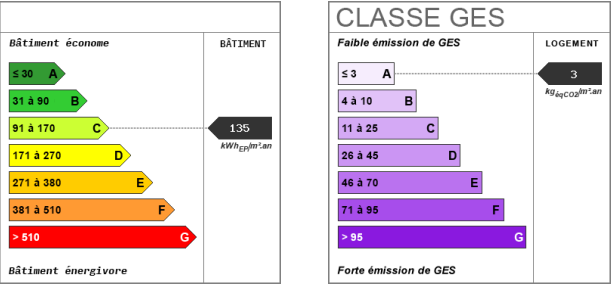 Bâtiment économe
BÂTIMENT
≤ 30 A
31 à 90 B
91 à 170 C
135
kWhEP/m².an
171 à 270 D
271 à 380 E
381 à 510 F
> 510 G
Bâtiment énergivore
CLASSE GES
Faible émission de GES
LOGEMENT
≤ 3 A
3
kgéqCO2/m².an
4 à 10 B
11 à 25 C
26 à 45 D
46 à 70 E
71 à 95 F
> 95 G
Forte émission de GES